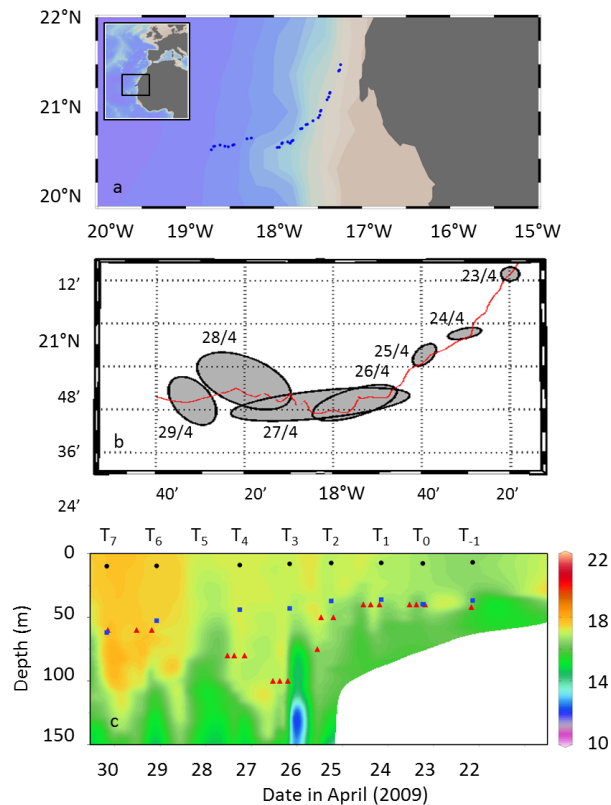 22°N
21°N
20°N
a
20°W 19°W 18°W 17°W 16°W 15°W
12′
21°N
48′
36′
24′
23/4
24/4
25/4
26/4
28/4
29/4
27/4
b
40′ 20′ 18°W 40′ 20′
T7 T6 T5 T4 T3 T2 T1 T0 T-1
0
50
100
150
Depth (m)
c
22
18
14
10
30 29 28 27 26 25 24 23 22
Date in April (2009)